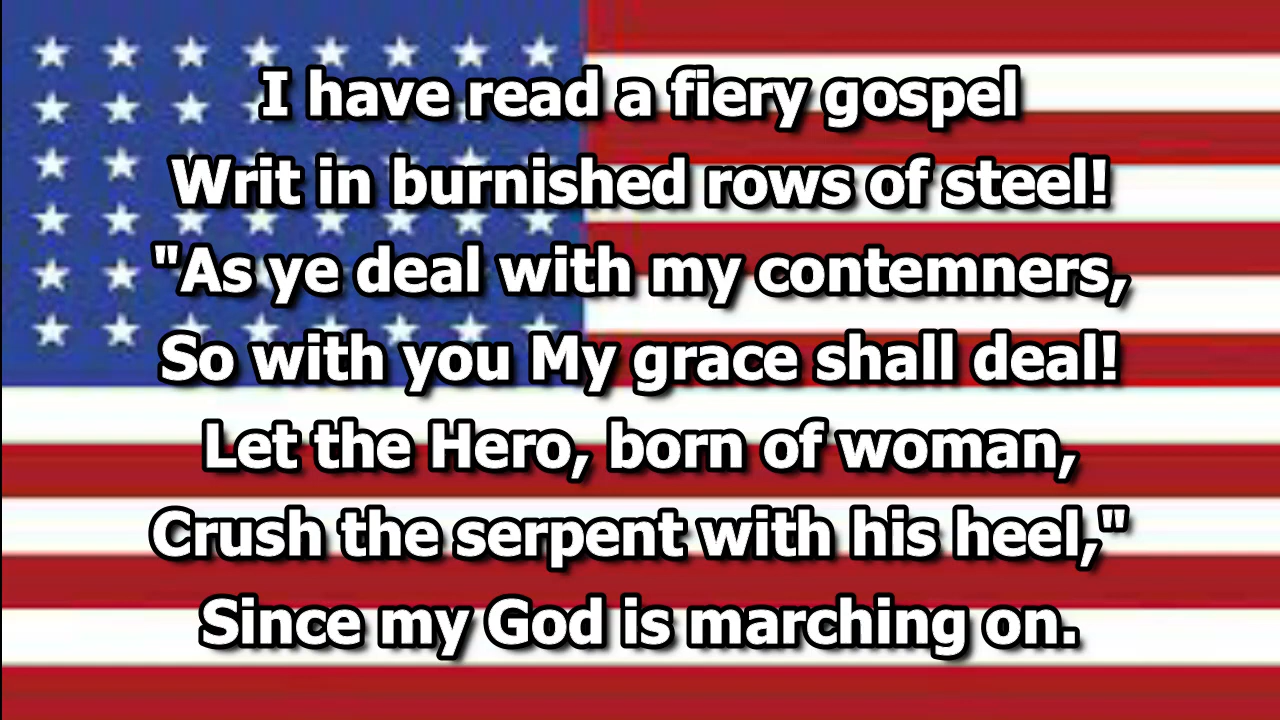 I have read a fiery gospel
Writ in burnished rows of steel!
"As ye deal with my contemners,
So with you My grace shall deal!
Let the Hero, born of woman,
Crush the serpent with his heel,"
Since my God is marching on.